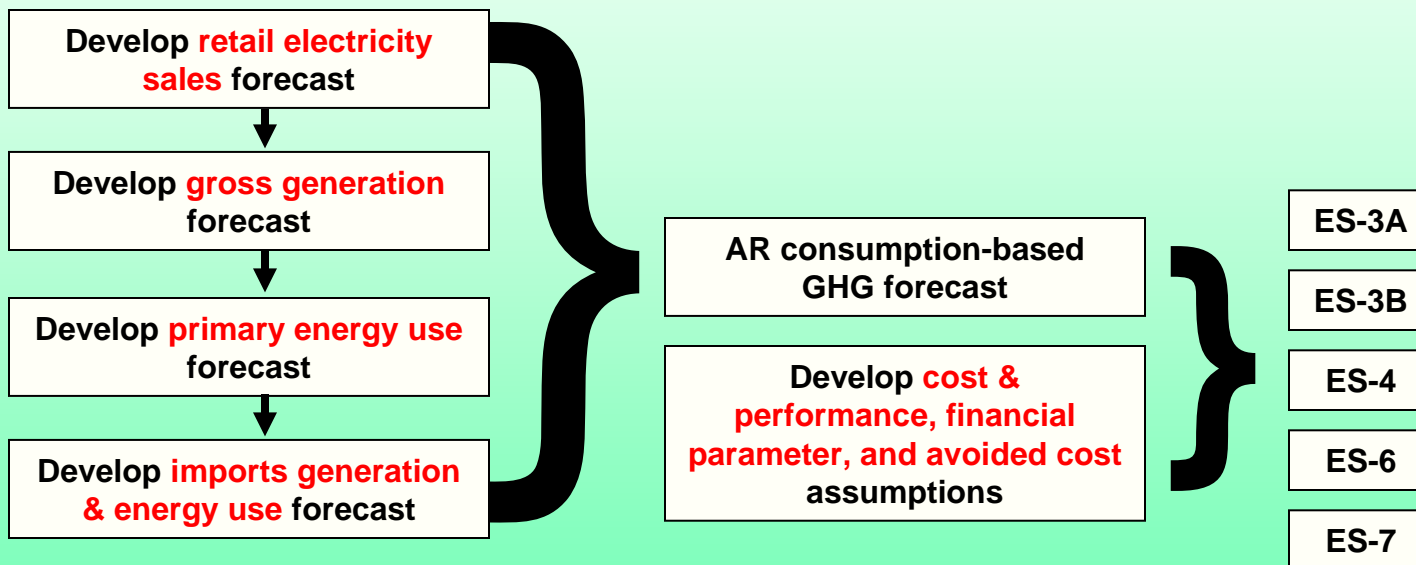 Develop retail electricity
sales forecast
Develop gross generation
forecast
Develop primary energy use
forecast
Develop imports generation
& energy use forecast
AR consumption-based
GHG forecast
Develop cost &
performance, financial
parameter, and avoided cost
assumptions
ES-3A
ES-3B
ES-4
ES-6
ES-7